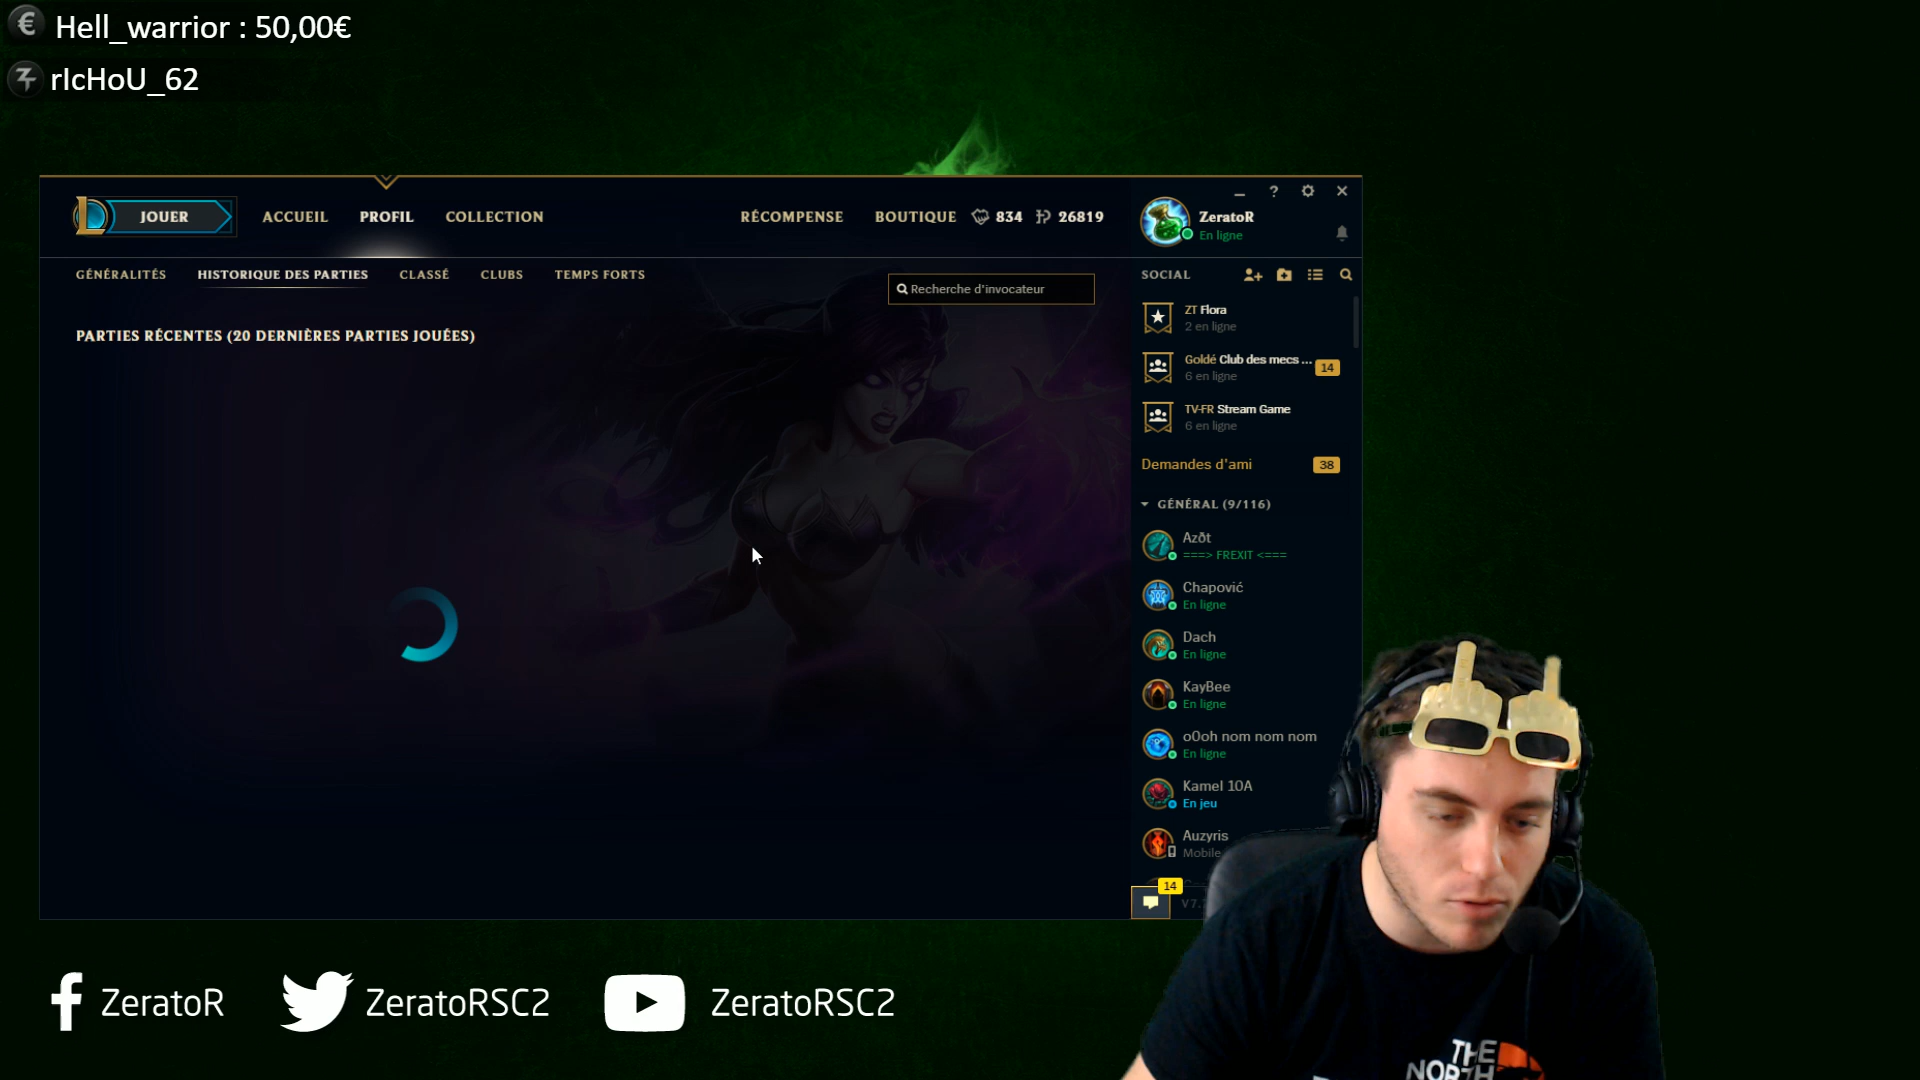 Hell_warrior : 50,00€
rIcHoU_62
JOUER
ACCUEIL
PROFIL
COLLECTION
RÉCOMPENSE
BOUTIQUE
834
26819
ZeratoR
En ligne
GÉNÉRALITÉS
HISTORIQUE DES PARTIES
CLASSÉ
CLUBS
TEMPS FORTS
Recherche d'invocateur
PARTIES RÉCENTES (20 DERNIÈRES PARTIES JOUÉES)
SOCIAL
ZT Flora
2 en ligne
Goldé Club des mecs ...
6 en ligne
14
TV-FR Stream Game
6 en ligne
Demandes d'ami
38
GÉNÉRAL (9/116)
Azðt
===> FREXIT <===
Chapović
En ligne
Dach
En ligne
KayBee
En ligne
oOoh nom nom nom
En ligne
Kamel 10A
En jeu
Auzyris
Mobile
14
ZeratoR
ZeratoRSC2
ZeratoRSC2
THE
NORTH